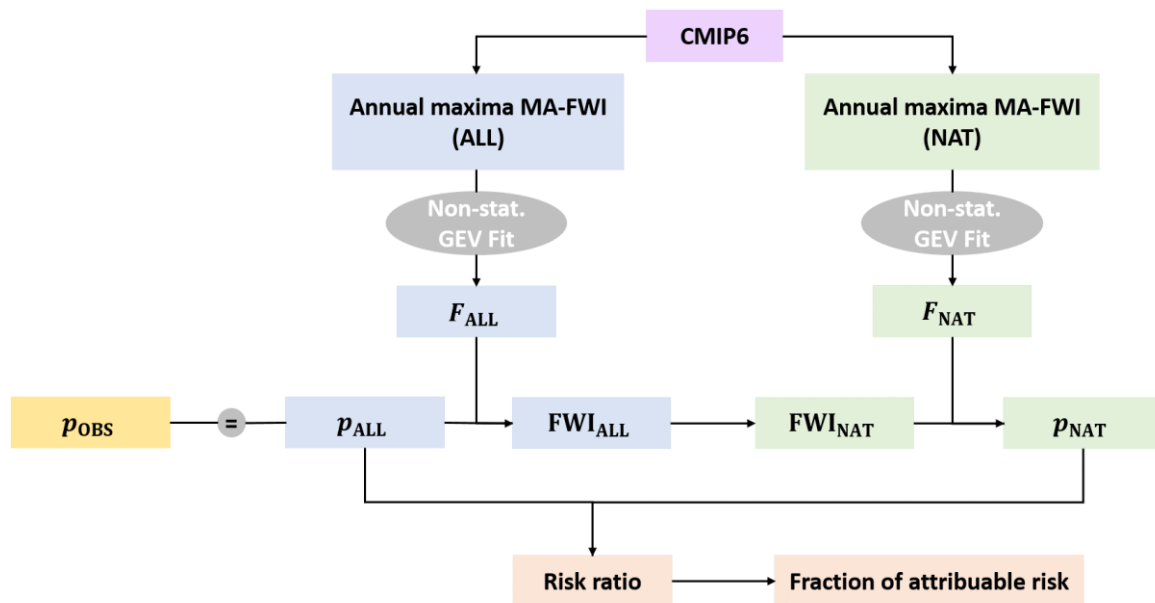 CMIP6
Annual maxima MA-FWI
(ALL)
Annual maxima MA-FWI
(NAT)
Non-stat.
GEV Fit
Non-stat.
GEV Fit
F_ALL
F_NAT
p_OBS
=
p_ALL
FWI_ALL
FWI_NAT
p_NAT
Risk ratio
Fraction of attribuable risk